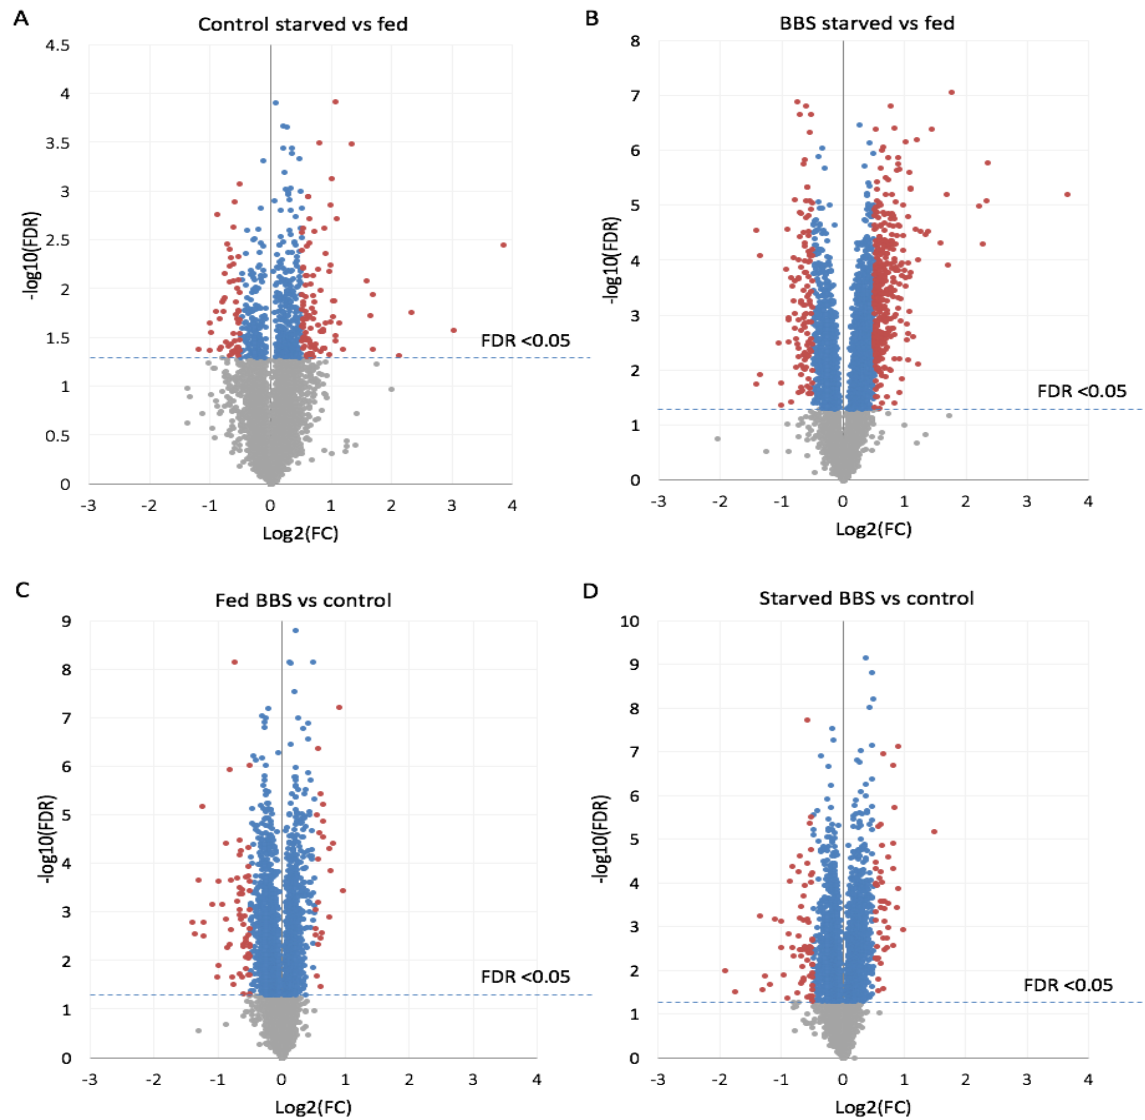 A
Control starved vs fed
4.5
4
3.5
3
2.5
2
1.5
1
0.5
0
-log10(FDR)
FDR <0.05
-3 -2 -1 0 1 2 3 4
Log2(FC)
B
BBS starved vs fed
8
7
6
5
4
3
2
1
0
-log10(FDR)
FDR <0.05
-3 -2 -1 0 1 2 3 4
Log2(FC)
C
Fed BBS vs control
9
8
7
6
5
4
3
2
1
0
-log10(FDR)
FDR <0.05
-3 -2 -1 0 1 2 3 4
Log2(FC)
D
Starved BBS vs control
10
9
8
7
6
5
4
3
2
1
0
-log10(FDR)
FDR <0.05
-3 -2 -1 0 1 2 3 4
Log2(FC)